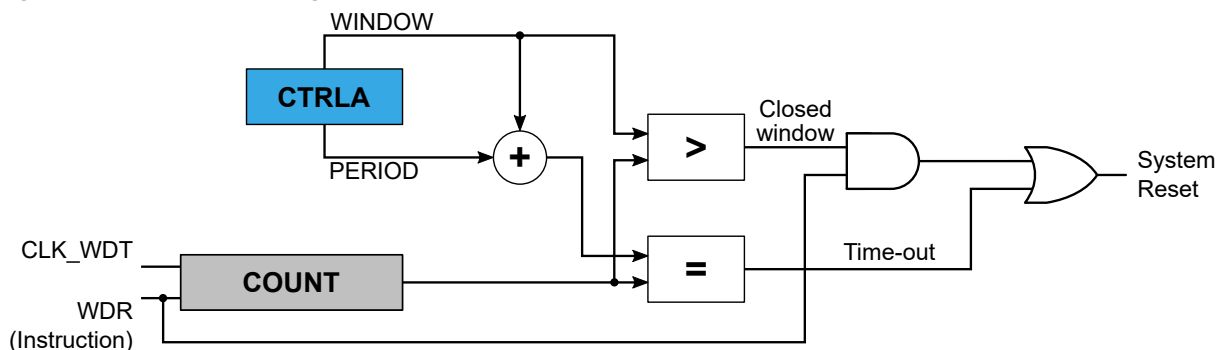 WINDOW
CTRLA
PERIOD
+
>
Closed
window
System
Reset
CLK_WDT
COUNT
WDR
(Instruction)
=
Time-out